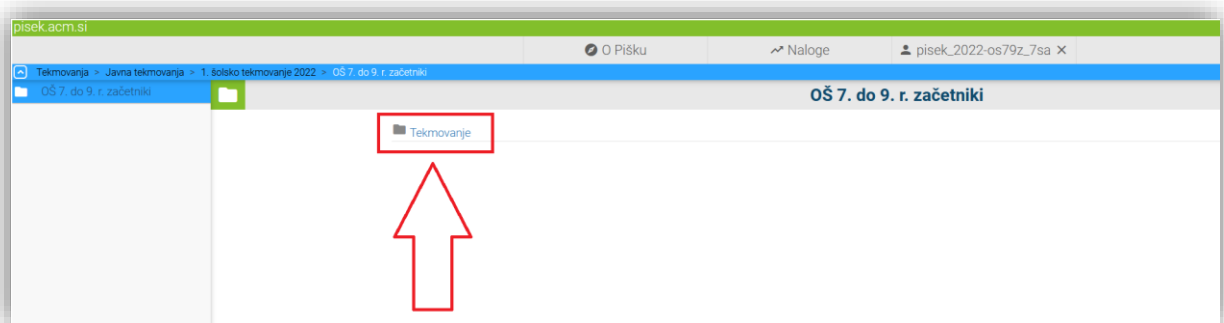 pisek.acm.si
O Pišku
Naloge
pisek_2022-os79z_7sa ✕
Tekmovanja > Javna tekmovanja > 1. šolsko tekmovanje 2022 > OŠ 7. do 9. r. začetniki
OŠ 7. do 9. r. začetniki
OŠ 7. do 9. r. začetniki
Tekmovanje